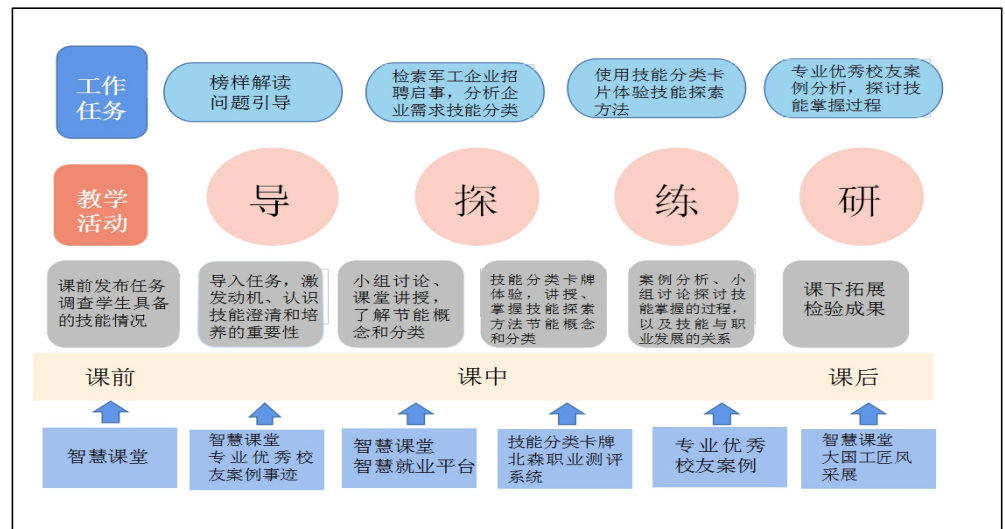 工作
任务
榜样解读
问题引导
检索军工企业招
聘启事，分析企
业需求技能分类
使用技能分类卡
片体验技能探索
方法
专业优秀校友案
例分析，探讨技
能掌握过程
教学
活动
导
探
练
研
课前发布任务
调查学生具备
的技能情况
导入任务，激
发动机、认识
技能澄清和培
养的重要性
小组讨论、
课堂讲授，
了解节能概
念和分类
技能分类卡牌
体验，讲授、
掌握技能探索
方法节能概念
和分类
案例分析、小
组讨论探讨技
能掌握的过程，
以及技能与职
业发展的关系
课下拓展
检验成果
课前
课中
课后
智慧课堂
智慧课堂
专业优秀校
友案例事迹
智慧课堂
智慧就业平台
技能分类卡牌
北森职业测评
系统
专业优秀
校友案例
智慧课堂
大国工匠风
采展